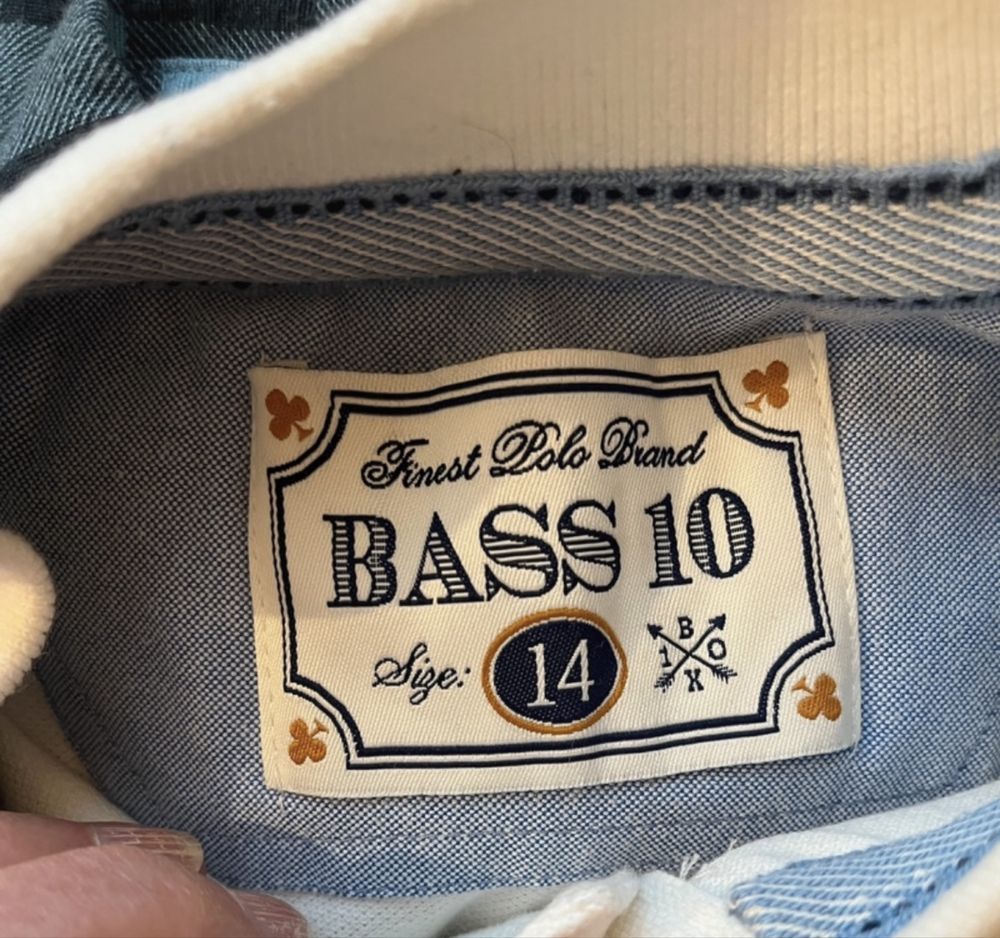 Finest Polo Brand
BASS 10
Size: 14
B
1 O
X